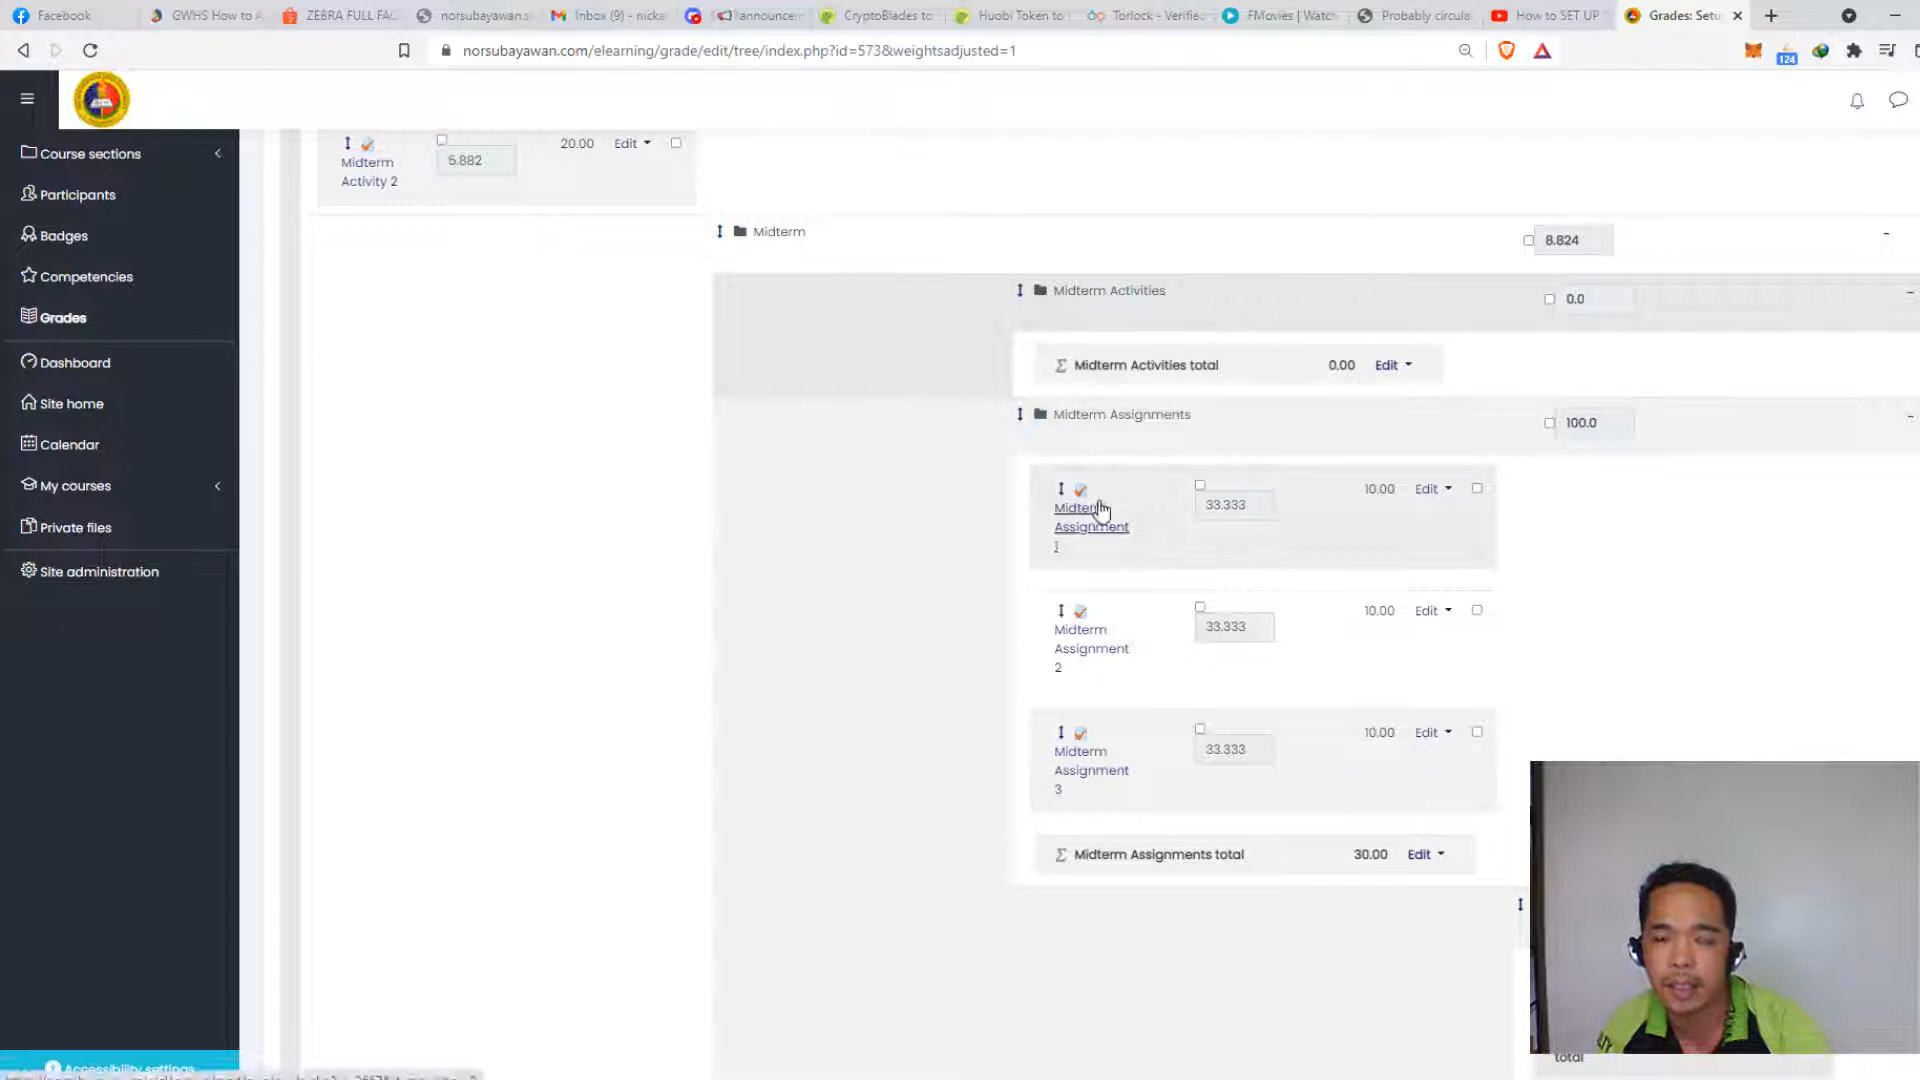 Facebook
GWHS How to A
ZEBRA FULL FAC
norsubayawan.s
Inbox (9) - nicka
announceme
CryptoBlades to
Huobi Token to
Torlock - Verifie
FMovies | Watc
Probably circula
How to SET UP
Grades: Setu
norsubayawan.com/elearning/grade/edit/tree/index.php?id=573&weightsadjusted=1
124
Course sections
Participants
Badges
Competencies
Grades
Dashboard
Site home
Calendar
My courses
Private files
Site administration
Accessibility settings
Midterm
Activity 2
5.882
20.00
Edit
Midterm
8.824
-
Midterm Activities
0.0
-
Σ Midterm Activities total
0.00
Edit
Midterm Assignments
100.0
-
Midterm
Assignment
1
33.333
10.00
Edit
Midterm
Assignment
2
33.333
10.00
Edit
Midterm
Assignment
3
33.333
10.00
Edit
Σ Midterm Assignments total
30.00
Edit
total